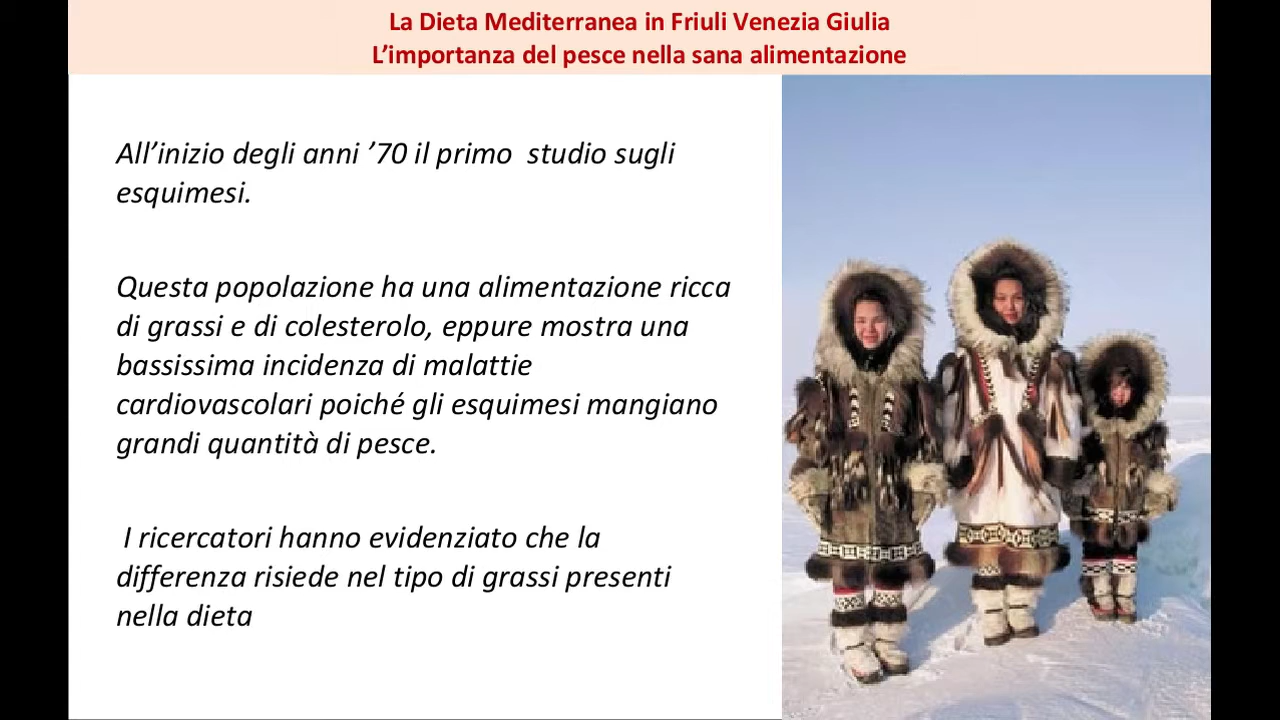 La Dieta Mediterranea in Friuli Venezia Giulia
L’importanza del pesce nella sana alimentazione
All’inizio degli anni ’70 il primo studio sugli
esquimesi.
Questa popolazione ha una alimentazione ricca
di grassi e di colesterolo, eppure mostra una
bassissima incidenza di malattie
cardiovascolari poiché gli esquimesi mangiano
grandi quantità di pesce.
I ricercatori hanno evidenziato che la
differenza risiede nel tipo di grassi presenti
nella dieta